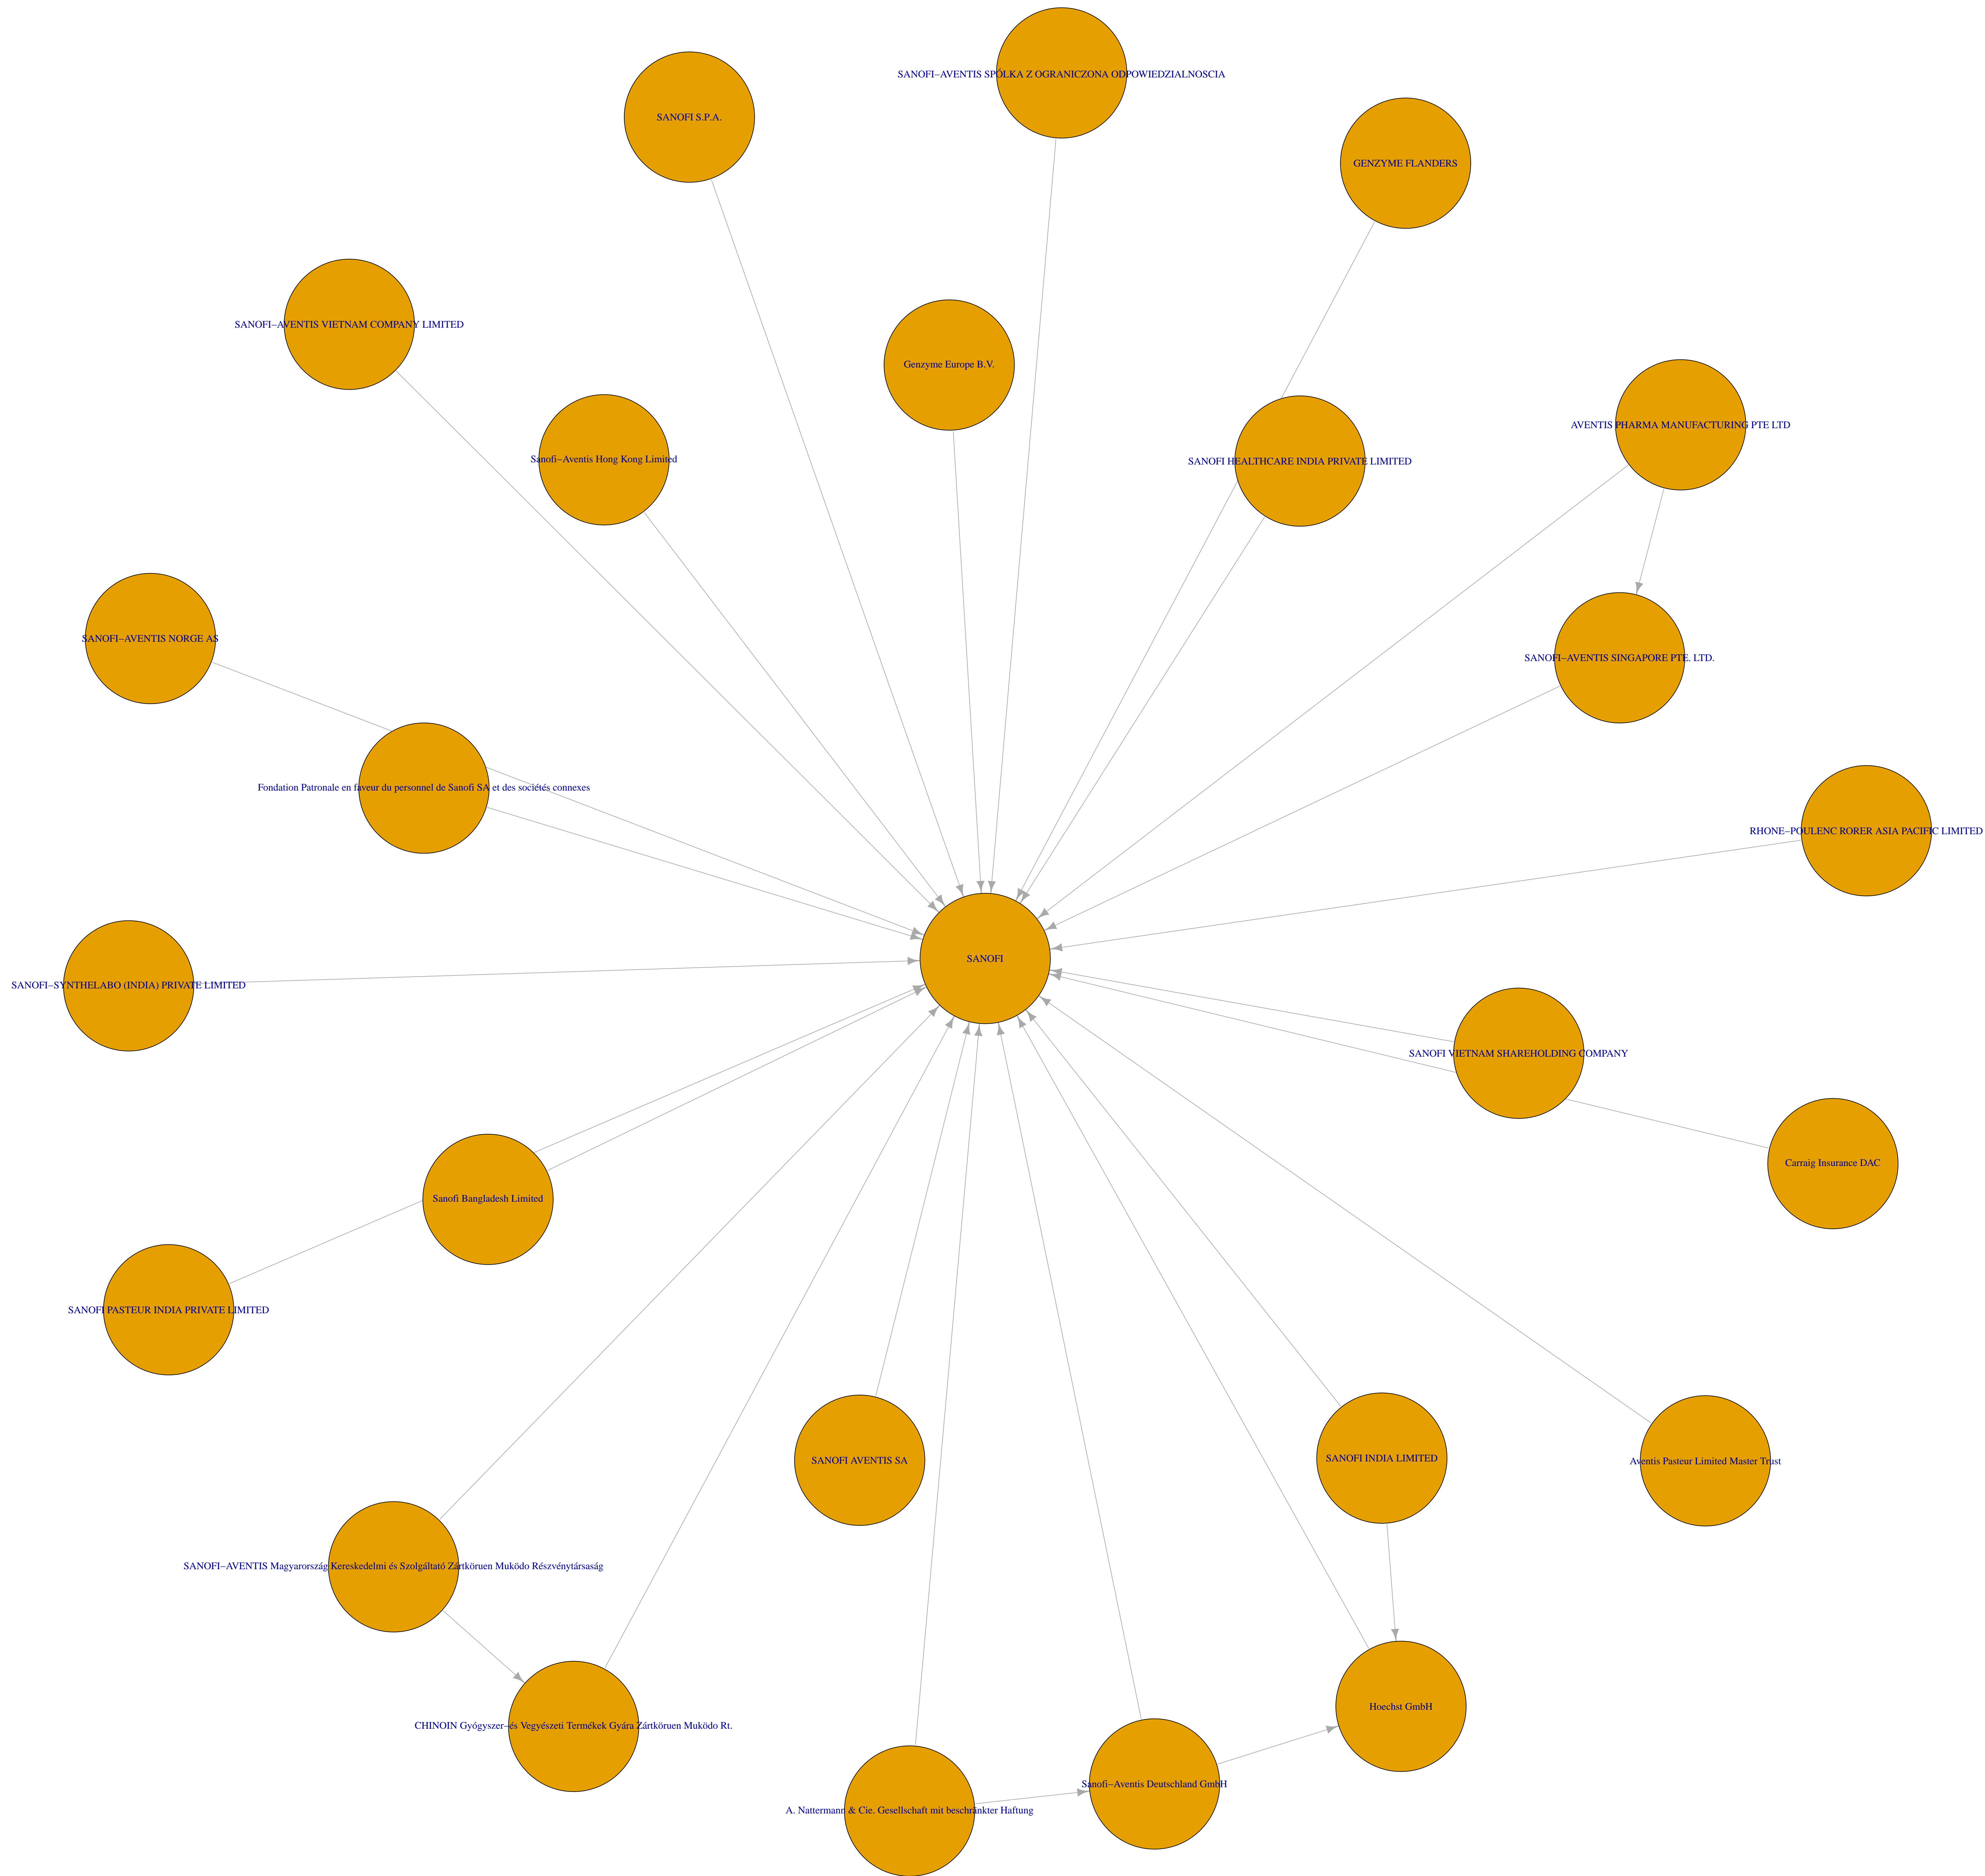 SANOFI−AVENTIS SPÓLKA Z OGRANICZONA ODPOWIEDZIALNOSCIA
SANOFI S.P.A.
GENZYME FLANDERS
SANOFI−AVENTIS VIETNAM COMPANY LIMITED
Genzyme Europe B.V.
AVENTIS PHARMA MANUFACTURING PTE LTD
Sanofi−Aventis Hong Kong Limited
SANOFI HEALTHCARE INDIA PRIVATE LIMITED
SANOFI−AVENTIS NORGE AS
SANOFI−AVENTIS SINGAPORE PTE. LTD.
Fondation Patronale en faveur du personnel de Sanofi SA et des sociétés connexes
RHONE−POULENC RORER ASIA PACIFIC LIMITED
SANOFI
SANOFI−SYNTHELABO (INDIA) PRIVATE LIMITED
SANOFI VIETNAM SHAREHOLDING COMPANY
Carraig Insurance DAC
Sanofi Bangladesh Limited
SANOFI PASTEUR INDIA PRIVATE LIMITED
SANOFI AVENTIS SA
SANOFI INDIA LIMITED
Aventis Pasteur Limited Master Trust
SANOFI−AVENTIS Magyarország Kereskedelmi és Szolgáltató Zártköruen Muködo Részvénytársaság
Hoechst GmbH
CHINOIN Gyógyszer−és Vegyészeti Termékek Gyára Zártköruen Muködo Rt.
Sanofi−Aventis Deutschland GmbH
A. Nattermann & Cie. Gesellschaft mit beschränkter Haftung